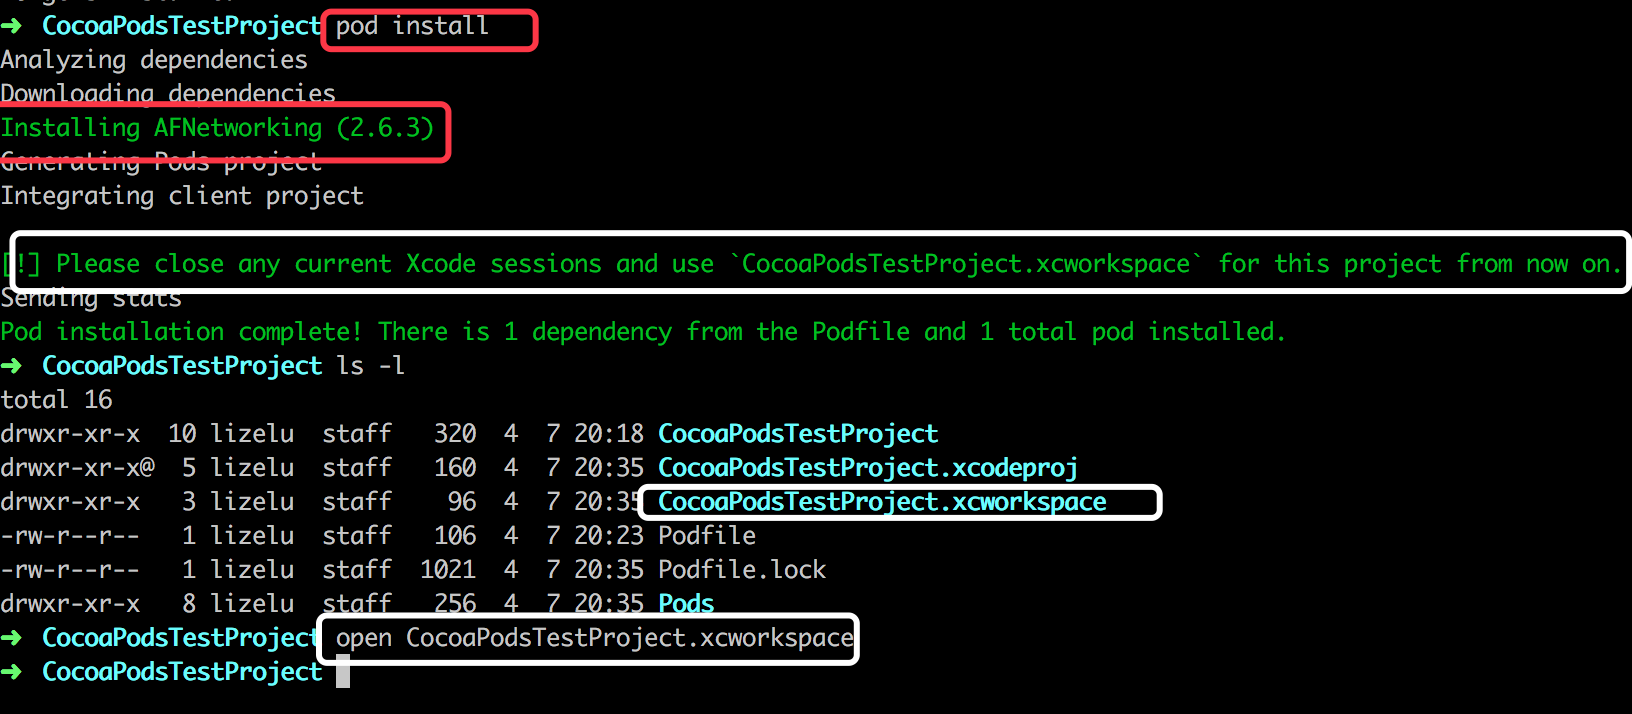 ➜ CocoaPodsTestProject pod install
Analyzing dependencies
Downloading dependencies
Installing AFNetworking (2.6.3)
Generating Pods project
Integrating client project
[!] Please close any current Xcode sessions and use `CocoaPodsTestProject.xcworkspace` for this project from now on.
Sending stats
Pod installation complete! There is 1 dependency from the Podfile and 1 total pod installed.
➜ CocoaPodsTestProject ls -l
total 16
drwxr-xr-x 10 lizelu staff 320 4 7 20:18 CocoaPodsTestProject
drwxr-xr-x@ 5 lizelu staff 160 4 7 20:35 CocoaPodsTestProject.xcodeproj
drwxr-xr-x 3 lizelu staff 96 4 7 20:35 CocoaPodsTestProject.xcworkspace
-rw-r--r-- 1 lizelu staff 106 4 7 20:23 Podfile
-rw-r--r-- 1 lizelu staff 1021 4 7 20:35 Podfile.lock
drwxr-xr-x 8 lizelu staff 256 4 7 20:35 Pods
➜ CocoaPodsTestProject open CocoaPodsTestProject.xcworkspace
➜ CocoaPodsTestProject